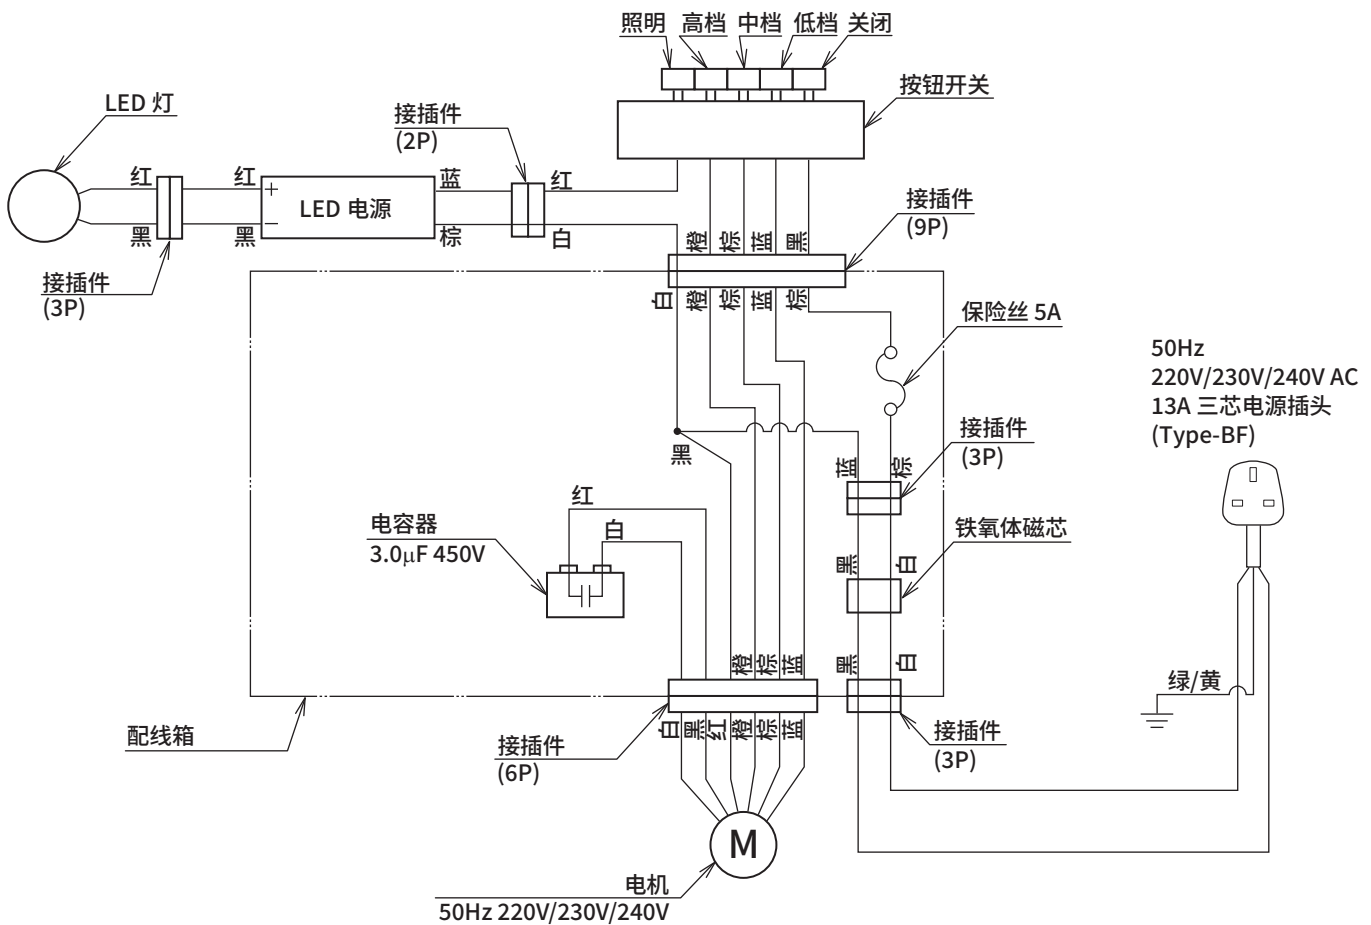 照明 高档 中档 低档 关闭
按钮开关
LED 灯
接插件
(2P)
红 红 蓝 红
+
LED 电源
−
黑 黑 棕 白
接插件
(3P)
接插件
(9P)
橙 棕 蓝 黑
白 橙 棕 蓝 棕
保险丝 5A
50Hz
220V/230V/240V AC
13A 三芯电源插头
(Type-BF)
接插件
(3P)
黑
蓝 棕
红
白
电容器
3.0μF 450V
铁氧体磁芯
黑 白
橙 棕 蓝
黑 白
绿/黄
配线箱
接插件
(6P)
白 黑 红 橙 棕 蓝
接插件
(3P)
M
电机
50Hz 220V/230V/240V